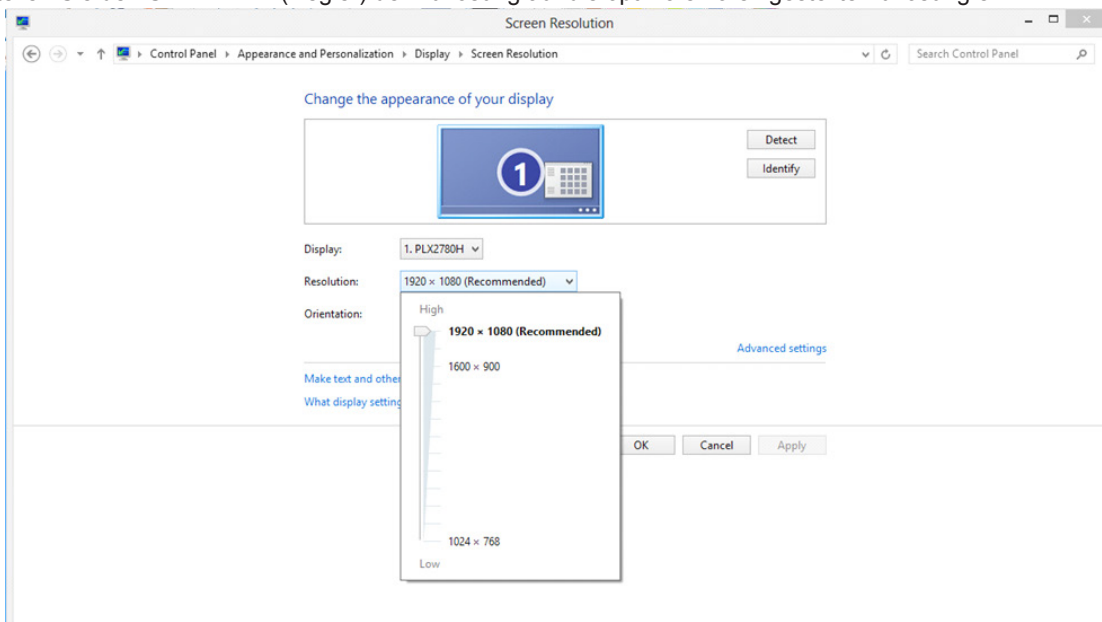 Screen Resolution
Control Panel Appearance and Personalization Display Screen Resolution
Search Control Panel
Change the appearance of your display
1
Detect
Identify
Display: 1. PLX2780H
Resolution: 1920 × 1080 (Recommended)
Orientation:
High
1920 × 1080 (Recommended)
1600 × 900
1024 × 768
Low
Advanced settings
Make text and other
What display setting
OK Cancel Apply